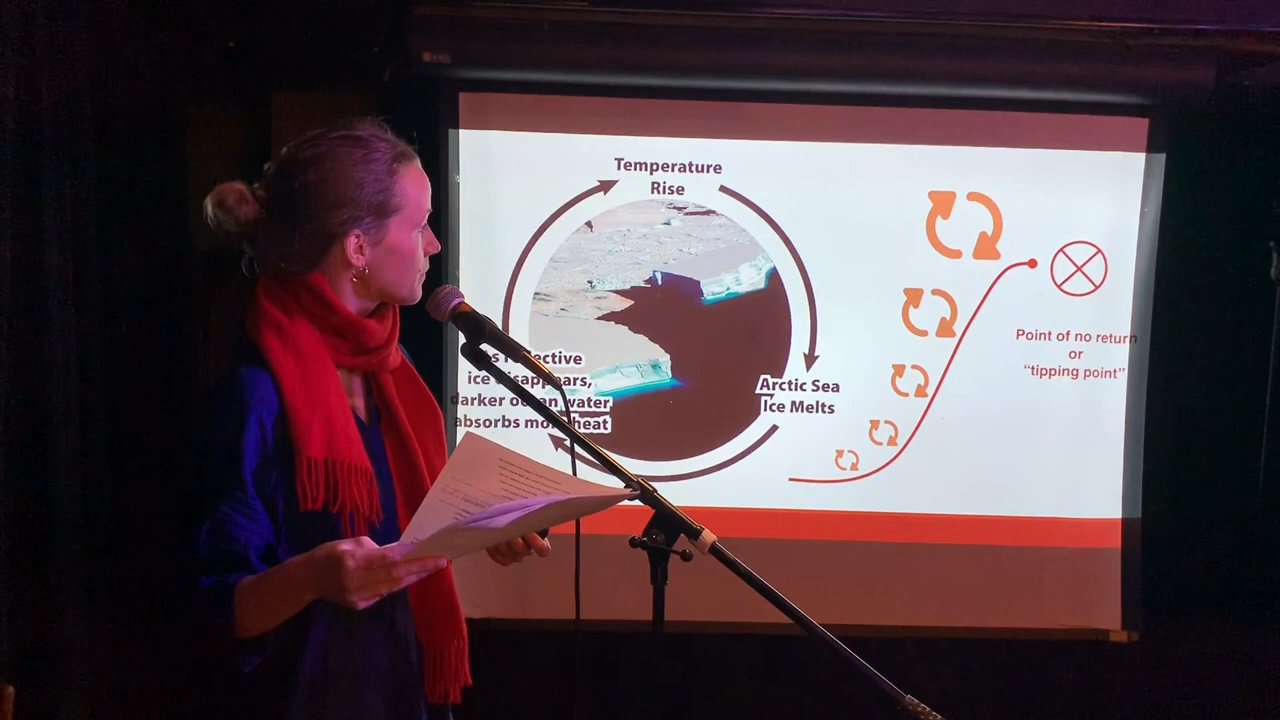 Temperature
Rise
ice disappears,
darker ocean water
absorbs more heat
Arctic Sea
Ice Melts
Point of no return
or
“tipping point”